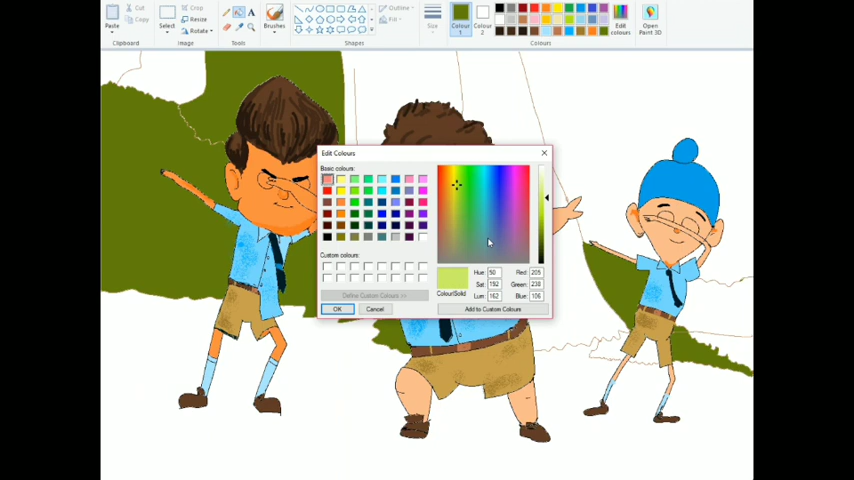 Paste
Cut
Copy
Clipboard
Select
Crop
Resize
Rotate
Image
A
Tools
Brushes
Outline
Fill
Shapes
Size
Colour 1
Colour 2
Edit colours
Open Paint 3D
Colours
Edit Colours
Basic colours:
Custom colours:
Define Custom Colours >>
OK
Cancel
Colour|Solid
Hue: 50
Sat: 192
Lum: 162
Red: 205
Green: 230
Blue: 106
Add to Custom Colours